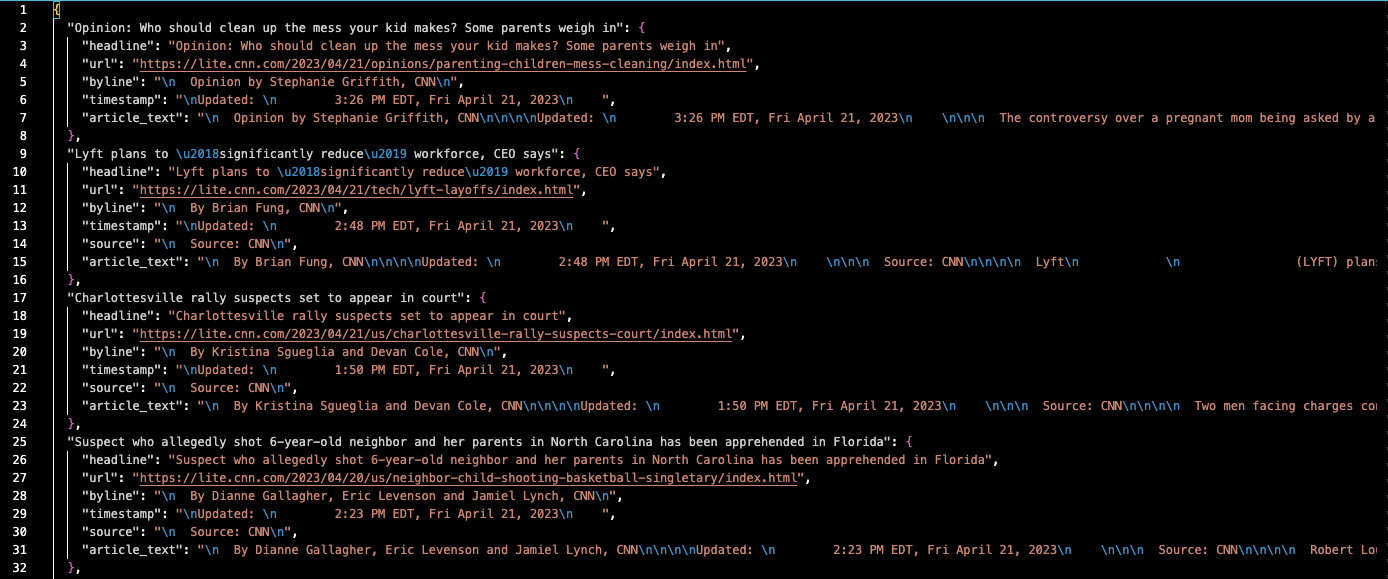 1 {
2 "Opinion: Who should clean up the mess your kid makes? Some parents weigh in": {
3 "headline": "Opinion: Who should clean up the mess your kid makes? Some parents weigh in",
4 "url": "https://lite.cnn.com/2023/04/21/opinions/parenting-children-mess-cleaning/index.html",
5 "byline": "\n  Opinion by Stephanie Griffith, CNN\n",
6 "timestamp": "\nUpdated: \n        3:26 PM EDT, Fri April 21, 2023\n    ",
7 "article_text": "\n  Opinion by Stephanie Griffith, CNN\n\n\n\nUpdated: \n        3:26 PM EDT, Fri April 21, 2023\n    \n\n\n  The controversy over a pregnant mom being asked by a
8 },
9 "Lyft plans to \u2018significantly reduce\u2019 workforce, CEO says": {
10 "headline": "Lyft plans to \u2018significantly reduce\u2019 workforce, CEO says",
11 "url": "https://lite.cnn.com/2023/04/21/tech/lyft-layoffs/index.html",
12 "byline": "\n  By Brian Fung, CNN\n",
13 "timestamp": "\nUpdated: \n        2:48 PM EDT, Fri April 21, 2023\n    ",
14 "source": "\n  Source: CNN\n",
15 "article_text": "\n  By Brian Fung, CNN\n\n\n\nUpdated: \n        2:48 PM EDT, Fri April 21, 2023\n    \n\n\n  Source: CNN\n\n\n\n  Lyft\n            \n                (LYFT) plan
16 },
17 "Charlottesville rally suspects set to appear in court": {
18 "headline": "Charlottesville rally suspects set to appear in court",
19 "url": "https://lite.cnn.com/2023/04/21/us/charlottesville-rally-suspects-court/index.html",
20 "byline": "\n  By Kristina Sgueglia and Devan Cole, CNN\n",
21 "timestamp": "\nUpdated: \n        1:50 PM EDT, Fri April 21, 2023\n    ",
22 "source": "\n  Source: CNN\n",
23 "article_text": "\n  By Kristina Sgueglia and Devan Cole, CNN\n\n\n\nUpdated: \n        1:50 PM EDT, Fri April 21, 2023\n    \n\n\n  Source: CNN\n\n\n\n  Two men facing charges co
24 },
25 "Suspect who allegedly shot 6-year-old neighbor and her parents in North Carolina has been apprehended in Florida": {
26 "headline": "Suspect who allegedly shot 6-year-old neighbor and her parents in North Carolina has been apprehended in Florida",
27 "url": "https://lite.cnn.com/2023/04/20/us/neighbor-child-shooting-basketball-singletary/index.html",
28 "byline": "\n  By Dianne Gallagher, Eric Levenson and Jamiel Lynch, CNN\n",
29 "timestamp": "\nUpdated: \n        2:23 PM EDT, Fri April 21, 2023\n    ",
30 "source": "\n  Source: CNN\n",
31 "article_text": "\n  By Dianne Gallagher, Eric Levenson and Jamiel Lynch, CNN\n\n\n\nUpdated: \n        2:23 PM EDT, Fri April 21, 2023\n    \n\n\n  Source: CNN\n\n\n\n  Robert Lo
32 },